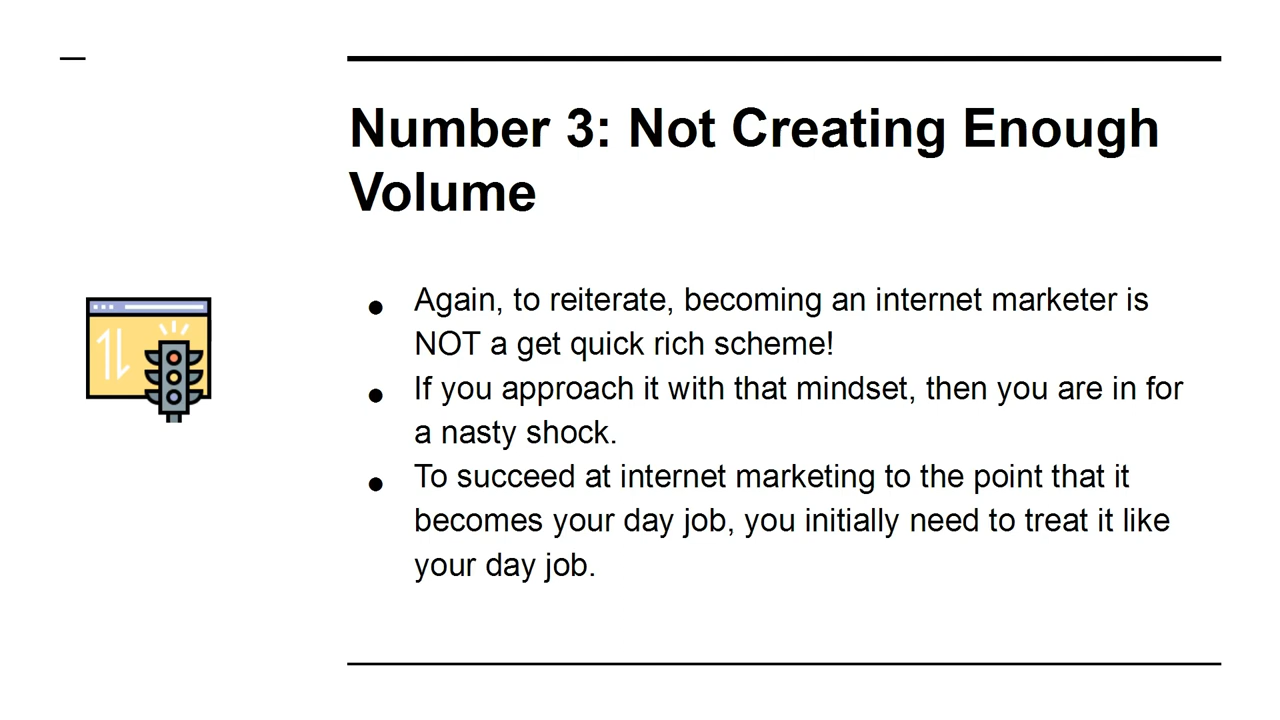 Number 3: Not Creating Enough
Volume
● Again, to reiterate, becoming an internet marketer is
NOT a get quick rich scheme!
● If you approach it with that mindset, then you are in for
a nasty shock.
● To succeed at internet marketing to the point that it
becomes your day job, you initially need to treat it like
your day job.